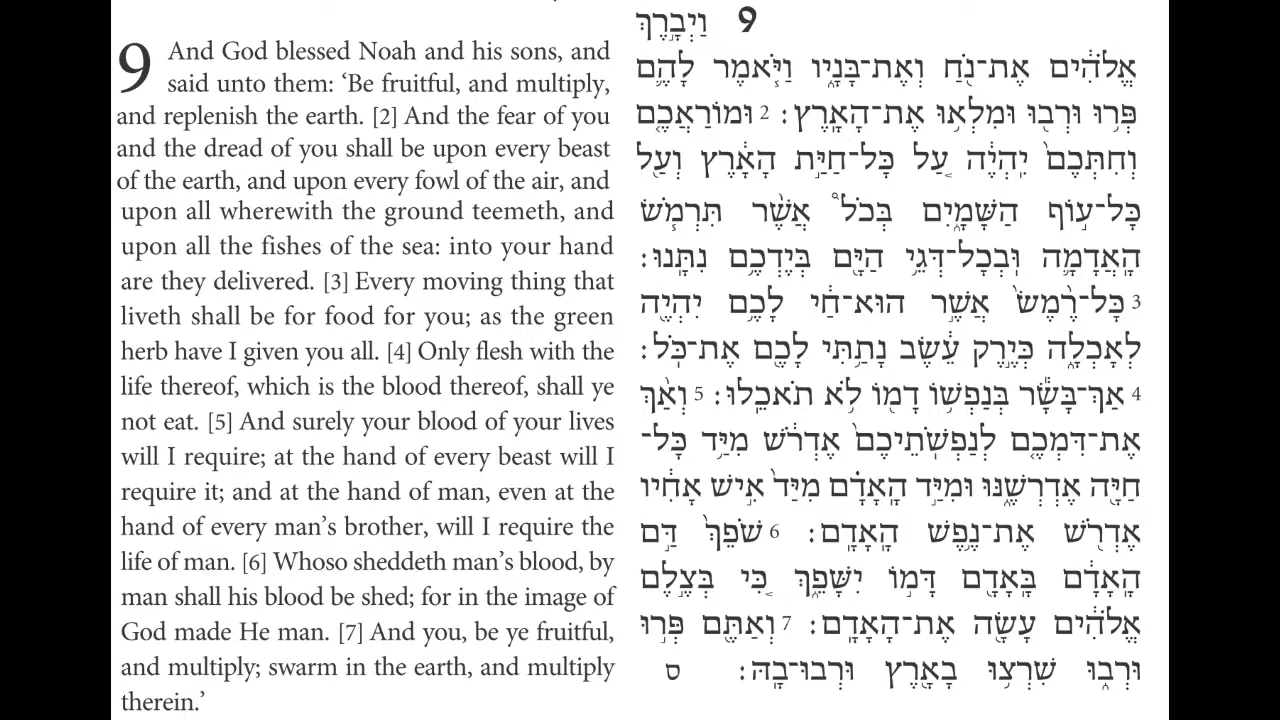 9 And God blessed Noah and his sons, and
said unto them: ‘Be fruitful, and multiply,
and replenish the earth. [2] And the fear of you
and the dread of you shall be upon every beast
of the earth, and upon every fowl of the air, and
upon all wherewith the ground teemeth, and
upon all the fishes of the sea: into your hand
are they delivered. [3] Every moving thing that
liveth shall be for food for you; as the green
herb have I given you all. [4] Only flesh with the
life thereof, which is the blood thereof, shall ye
not eat. [5] And surely your blood of your lives
will I require; at the hand of every beast will I
require it; and at the hand of man, even at the
hand of every man’s brother, will I require the
life of man. [6] Whoso sheddeth man’s blood, by
man shall his blood be shed; for in the image of
God made He man. [7] And you, be ye fruitful,
and multiply; swarm in the earth, and multiply
therein.’
9 וַיְבָ֣רֶךְ
אֱלֹהִ֔ים אֶת־נֹ֖חַ וְאֶת־בָּנָ֑יו וַיֹּ֧אמֶר לָהֶ֛ם
פְּר֥וּ וּרְב֖וּ וּמִלְא֥וּ אֶת־הָאָֽרֶץ׃ 2 וּמוֹרַאֲכֶ֤ם
וְחִתְּכֶם֙ יִֽהְיֶ֔ה עַ֚ל כָּל־חַיַּ֣ת הָאָ֔רֶץ וְעַ֖ל
כָּל־ע֣וֹף הַשָּׁמָ֑יִם בְּכֹל֩ אֲשֶׁ֨ר תִּרְמֹ֧שׂ
הָֽאֲדָמָ֛ה וּֽבְכָל־דְּגֵ֥י הַיָּ֖ם בְּיֶדְכֶ֥ם נִתָּֽנוּ׃
3 כָּל־רֶ֙מֶשׂ֙ אֲשֶׁ֣ר הוּא־חַ֔י לָכֶ֥ם יִהְיֶ֖ה
לְאָכְלָ֑ה כְּיֶ֣רֶק עֵ֔שֶׂב נָתַ֥תִּי לָכֶ֖ם אֶת־כֹּֽל׃
4 אַךְ־בָּשָׂ֕ר בְּנַפְשׁ֥וֹ דָמ֖וֹ לֹ֥א תֹאכֵֽלוּ׃ 5 וְאַ֨ךְ
אֶת־דִּמְכֶ֤ם לְנַפְשֹֽׁתֵיכֶם֙ אֶדְרֹ֔שׁ מִיַּ֥ד כָּל־
חַיָּ֖ה אֶדְרְשֶׁ֑נּוּ וּמִיַּ֣ד הָֽאָדָ֗ם מִיַּד֙ אִ֣ישׁ אָחִ֔יו
אֶדְרֹ֖שׁ אֶת־נֶ֥פֶשׁ הָֽאָדָֽם׃ 6 שֹׁפֵךְ֙ דַּ֣ם
הָֽאָדָ֔ם בָּֽאָדָ֖ם דָּמ֣וֹ יִשָּׁפֵ֑ךְ כִּ֚י בְּצֶ֣לֶם
אֱלֹהִ֔ים עָשָׂ֖ה אֶת־הָאָדָֽם׃ 7 וְאַתֶּ֖ם פְּר֣וּ
וּרְב֑וּ שִׁרְצ֥וּ בָאָ֖רֶץ וּרְבוּ־בָֽהּ׃ ס